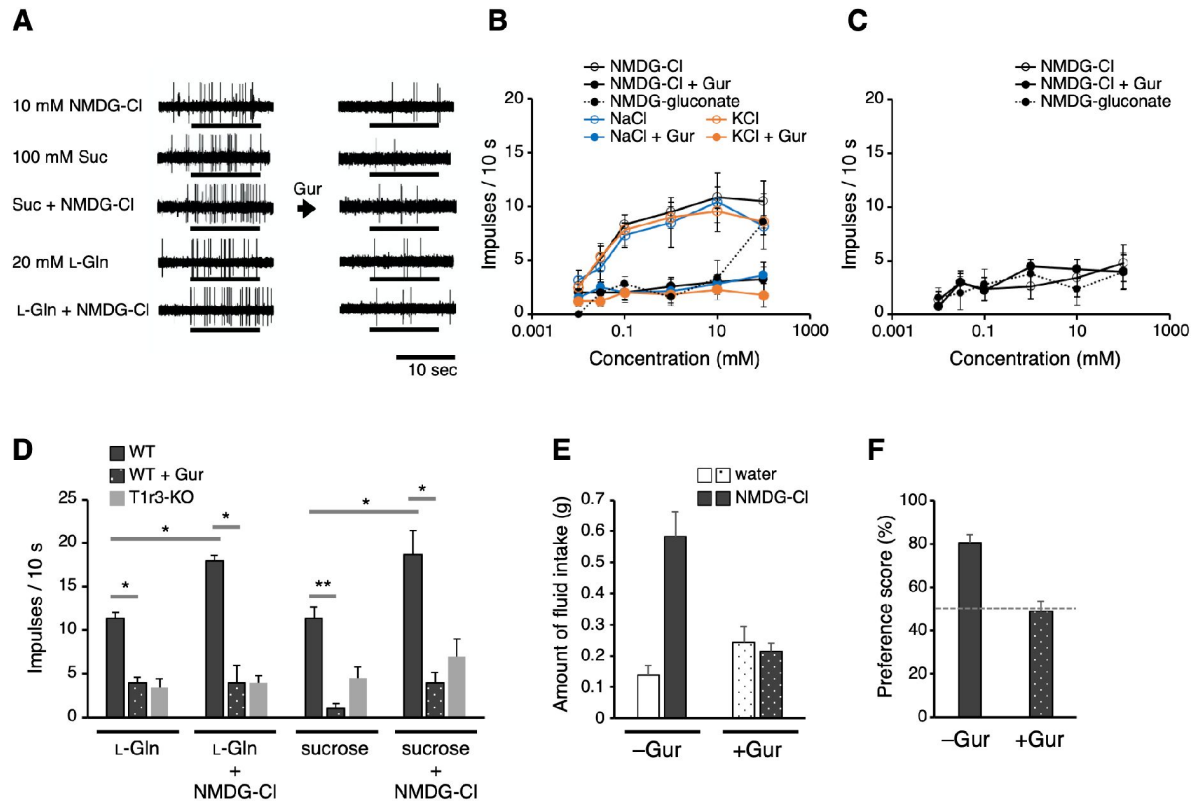 A
10 mM NMDG-Cl
100 mM Suc
Suc + NMDG-Cl
20 mM L-Gln
L-Gln + NMDG-Cl
Gur
10 sec
B
NMDG-Cl
NMDG-Cl + Gur
NMDG-gluconate
NaCl
KCl
NaCl + Gur
KCl + Gur
Impulses / 10 s
20
15
10
5
0
0.001
0.1
10
1000
Concentration (mM)
C
NMDG-Cl
NMDG-Cl + Gur
NMDG-gluconate
Impulses / 10 s
20
15
10
5
0
0.001
0.1
10
1000
Concentration (mM)
D
WT
WT + Gur
T1r3-KO
Impulses / 10 s
25
20
15
10
5
0
*
*
*
**
*
*
L-Gln
L-Gln
+
NMDG-Cl
sucrose
sucrose
+
NMDG-Cl
E
water
NMDG-Cl
Amount of fluid intake (g)
0.7
0.6
0.5
0.4
0.3
0.2
0.1
0
–Gur
+Gur
F
Preference score (%)
100
80
60
40
20
0
–Gur
+Gur